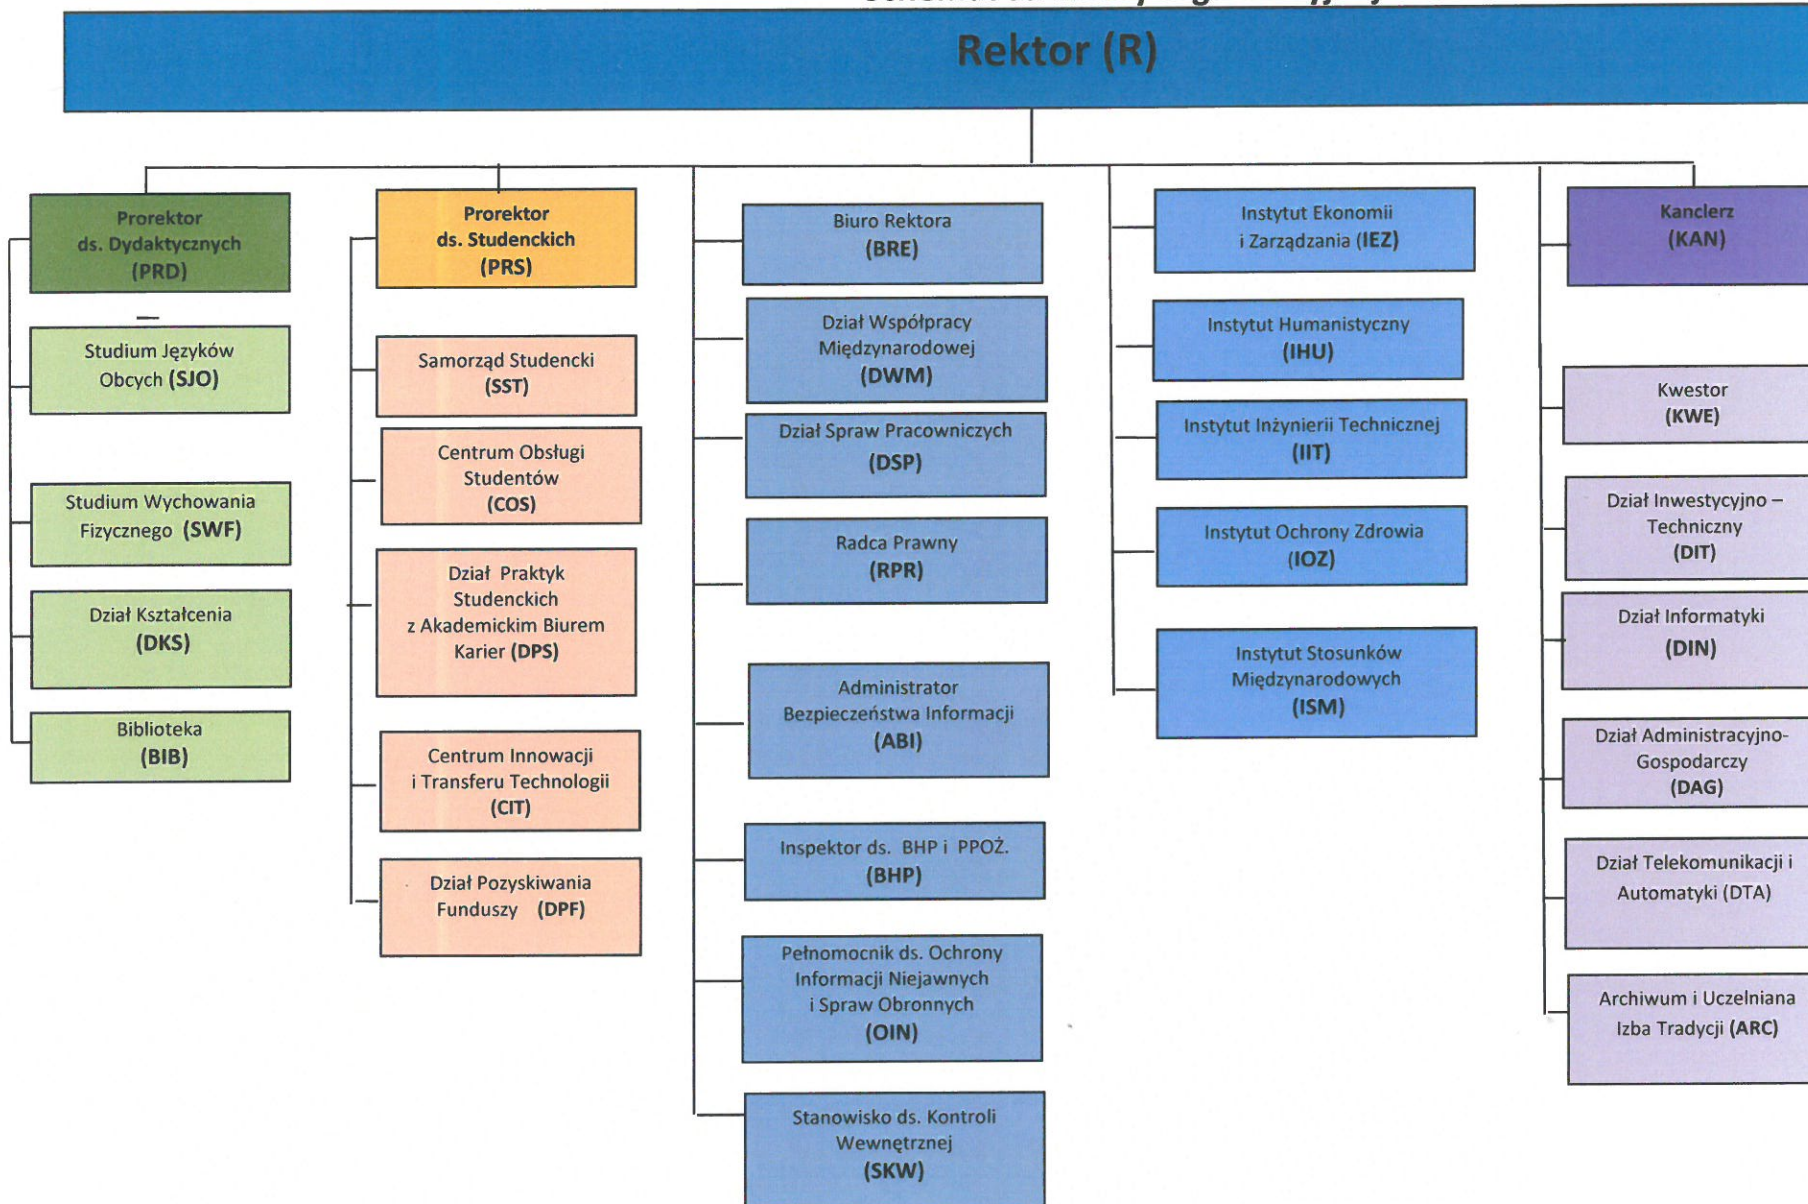 Rektor (R)
Prorektor
ds. Dydaktycznych
(PRD)
Studium Języków
Obcych (SJO)
Studium Wychowania
Fizycznego (SWF)
Dział Kształcenia
(DKS)
Biblioteka
(BIB)
Prorektor
ds. Studenckich
(PRS)
Samorząd Studencki
(SST)
Centrum Obsługi
Studentów
(COS)
Dział Praktyk
Studenckich
z Akademickim Biurem
Karier (DPS)
Centrum Innowacji
i Transferu Technologii
(CIT)
Dział Pozyskiwania
Funduszy (DPF)
Biuro Rektora
(BRE)
Dział Współpracy
Międzynarodowej
(DWM)
Dział Spraw Pracowniczych
(DSP)
Radca Prawny
(RPR)
Administrator
Bezpieczeństwa Informacji
(ABI)
Inspektor ds. BHP i PPOŻ.
(BHP)
Pełnomocnik ds. Ochrony
Informacji Niejawnych
i Spraw Obronnych
(OIN)
Stanowisko ds. Kontroli
Wewnętrznej
(SKW)
Instytut Ekonomii
i Zarządzania (IEZ)
Instytut Humanistyczny
(IHU)
Instytut Inżynierii Technicznej
(IIT)
Instytut Ochrony Zdrowia
(IOZ)
Instytut Stosunków
Międzynarodowych
(ISM)
Kanclerz
(KAN)
Kwestor
(KWE)
Dział Inwestycyjno –
Techniczny
(DIT)
Dział Informatyki
(DIN)
Dział Administracyjno-
Gospodarczy
(DAG)
Dział Telekomunikacji i
Automatyki (DTA)
Archiwum i Uczelniana
Izba Tradycji (ARC)